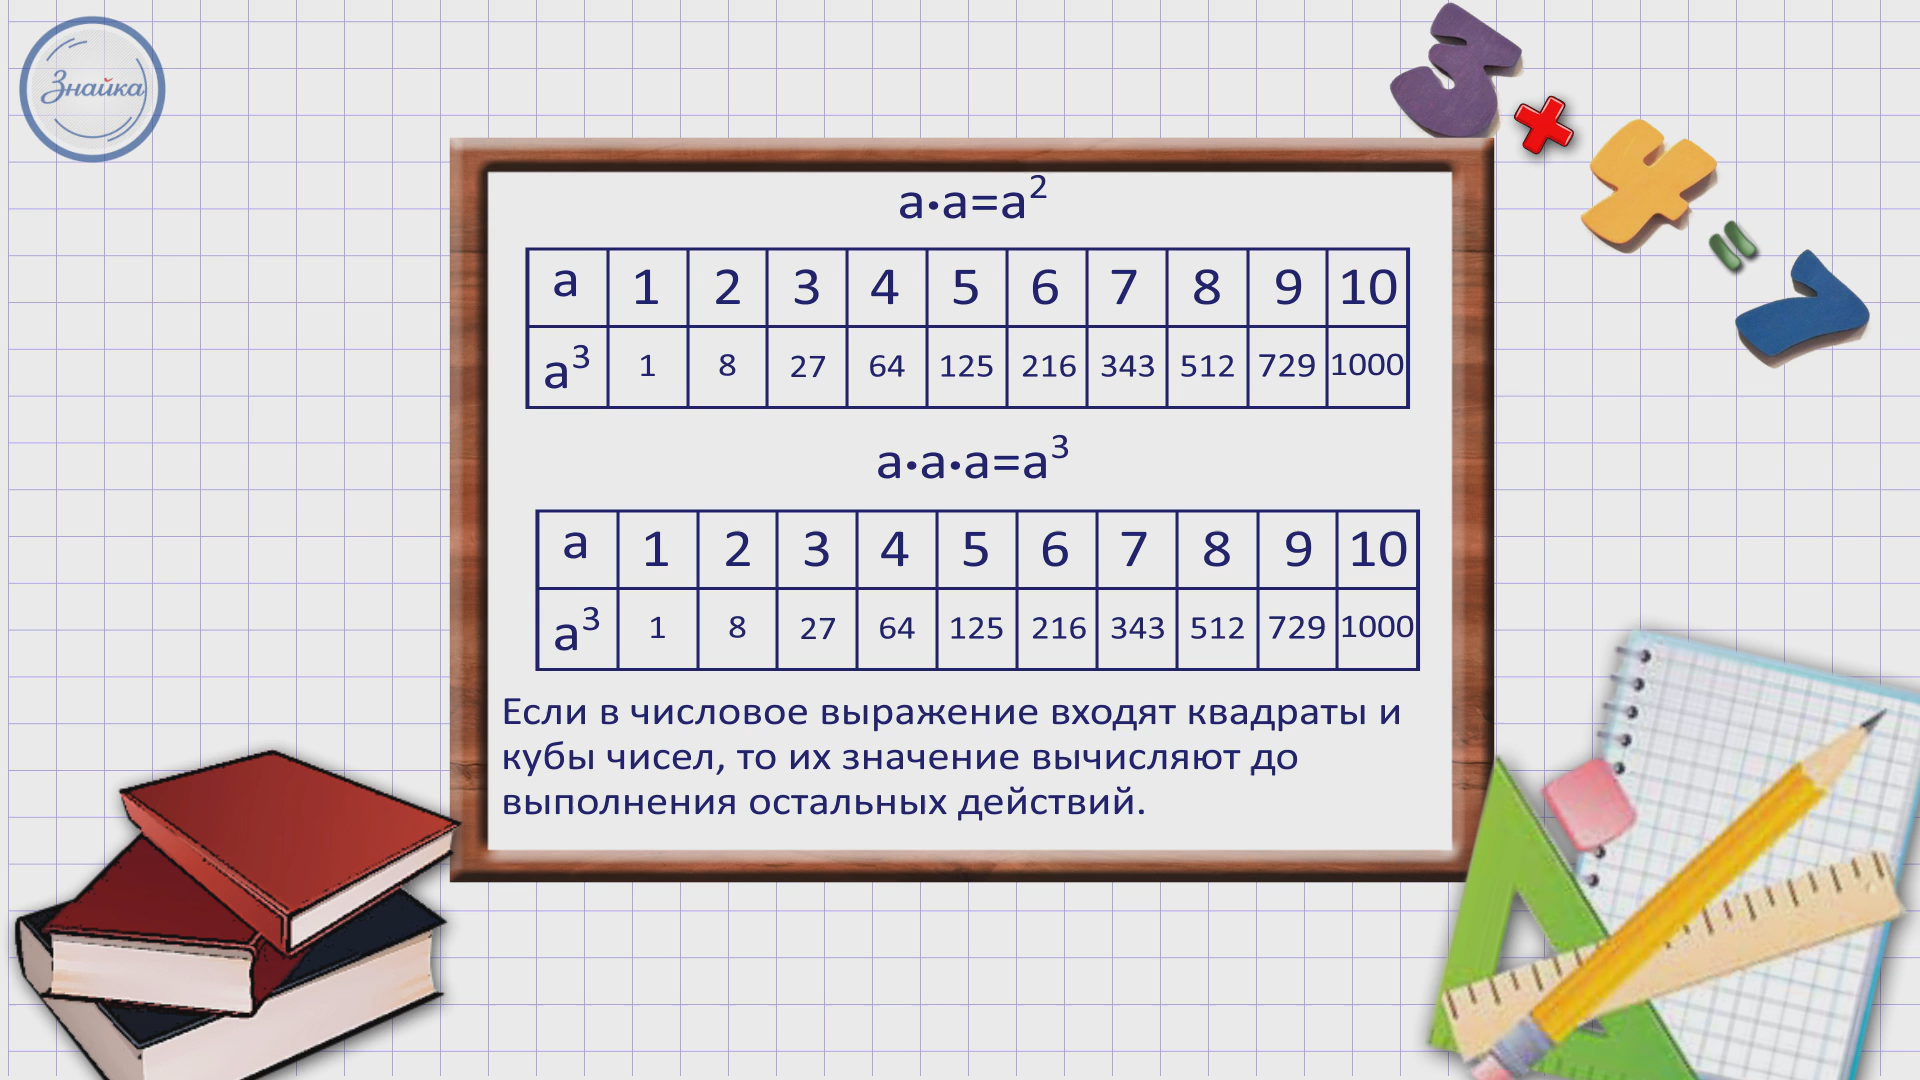 Знайка
a·a=a²
a 1 2 3 4 5 6 7 8 9 10
a³ 1 8 27 64 125 216 343 512 729 1000
a·a·a=a³
a 1 2 3 4 5 6 7 8 9 10
a³ 1 8 27 64 125 216 343 512 729 1000
Если в числовое выражение входят квадраты и
кубы чисел, то их значение вычисляют до
выполнения остальных действий.
3 × 4 = 7